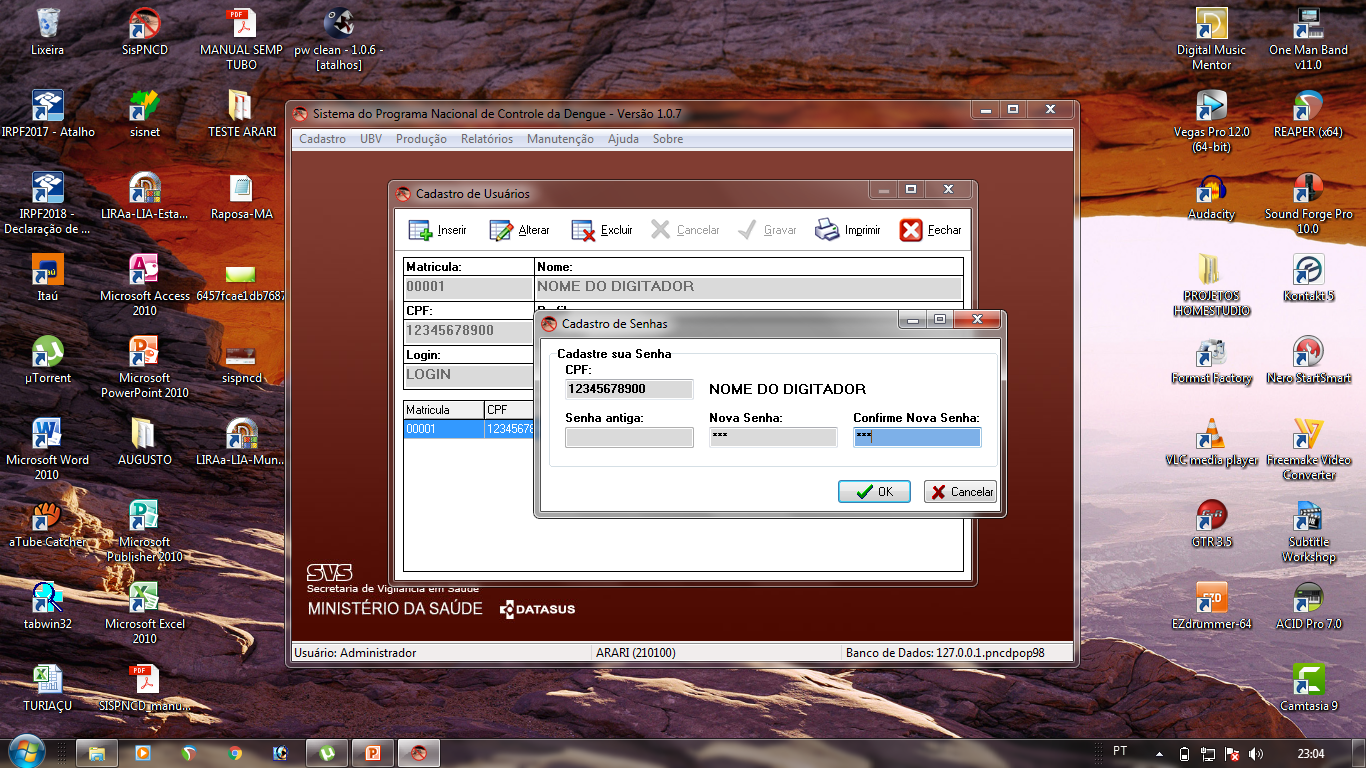 Lixeira
SisPNCD
MANUAL SEMP
TUBO
pw clean - 1.0.6 -
[atalhos]
Digital Music
Mentor
One Man Band
v11.0
IRPF2017 - Atalho
sisnet
TESTE ARARI
Vegas Pro 12.0
(64-bit)
REAPER (x64)
IRPF2018 -
Declaração de ...
LIRAa-LIA-Esta...
Raposa-MA
Audacity
Sound Forge Pro
10.0
Itaú
Microsoft Access
2010
6457fcae1db7687
PROJETOS
HOMESTUDIO
Kontakt 5
µTorrent
Microsoft
PowerPoint 2010
sispncd
Format Factory
Nero StartSmart
Microsoft Word
2010
AUGUSTO
LIRAa-LIA-Mun...
VLC media player
Freemake Video
Converter
aTube Catcher
Microsoft
Publisher 2010
GTR 3.5
Subtitle
Workshop
tabwin32
Microsoft Excel
2010
EZdrummer-64
ACID Pro 7.0
TURIAÇU
SISPNCD_manu...
Camtasia 9
Sistema do Programa Nacional de Controle da Dengue - Versão 1.0.7
Cadastro UBV Produção Relatórios Manutenção Ajuda Sobre
Cadastro de Usuários
Inserir Alterar Excluir Cancelar Gravar Imprimir Fechar
Matricula: Nome:
00001 NOME DO DIGITADOR
CPF:
12345678900
Login:
LOGIN
Matricula CPF
00001 1234567
Cadastro de Senhas
Cadastre sua Senha
CPF:
12345678900 NOME DO DIGITADOR
Senha antiga: Nova Senha: Confirme Nova Senha:
*** ***
OK Cancelar
SVS
Secretaria de Vigilância em Saúde
MINISTÉRIO DA SAÚDE DATASUS
Usuário: Administrador ARARI (210100) Banco de Dados: 127.0.0.1.pncdpop98
PT 23:04